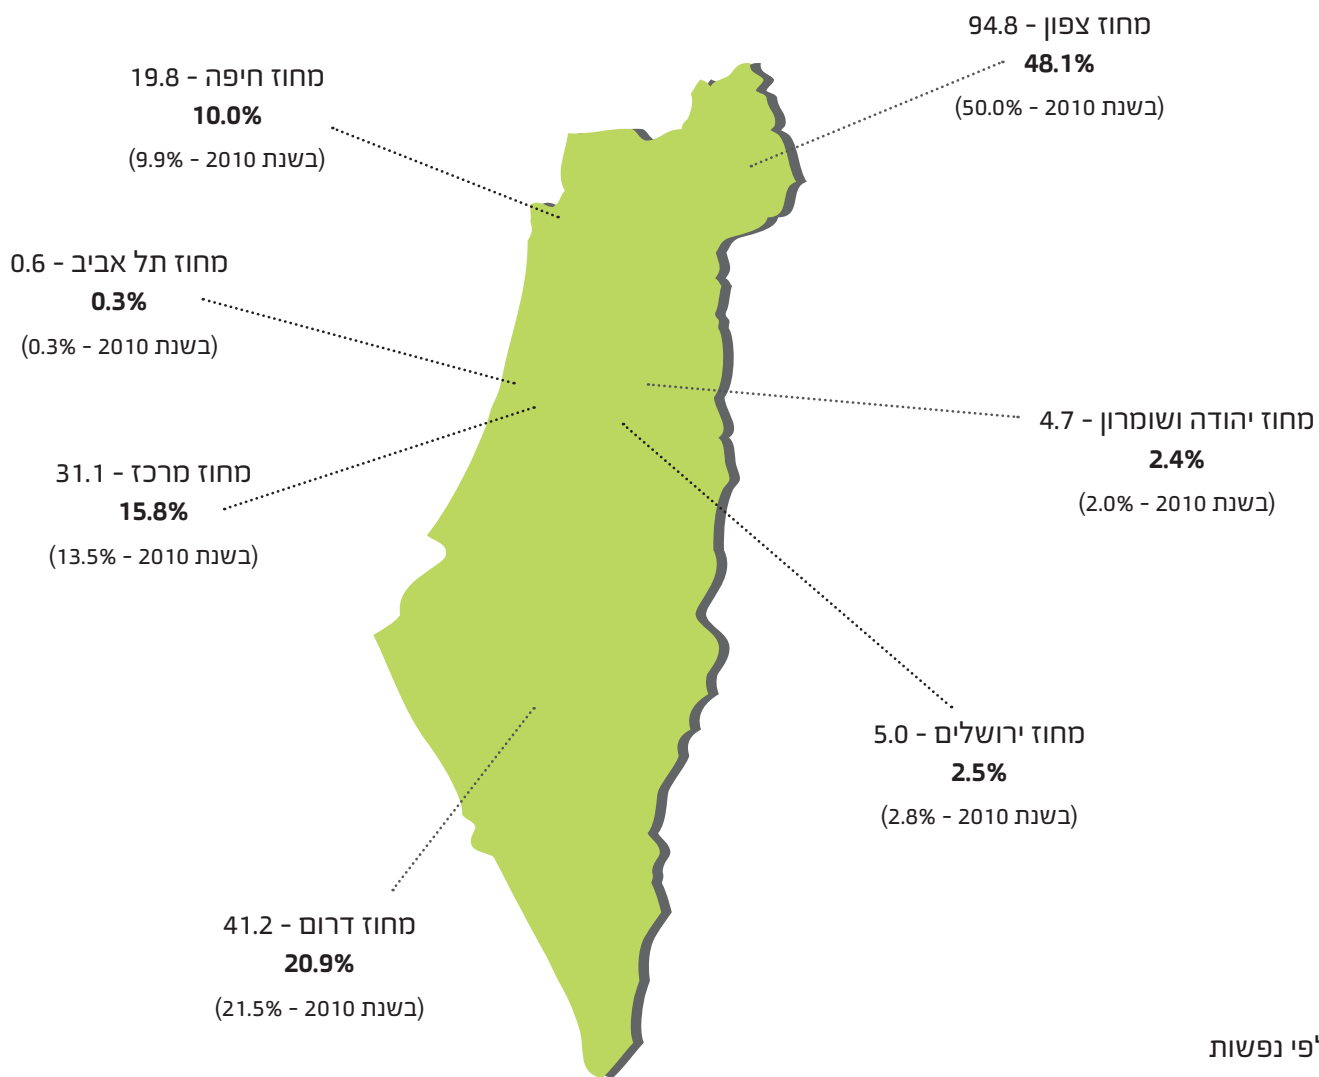 מחוז צפון - 94.8
48.1%
(בשנת 2010 - 50.0%)
מחוז חיפה - 19.8
10.0%
(בשנת 2010 - 9.9%)
מחוז תל אביב - 0.6
0.3%
(בשנת 2010 - 0.3%)
מחוז יהודה ושומרון - 4.7
2.4%
(בשנת 2010 - 2.0%)
מחוז מרכז - 31.1
15.8%
(בשנת 2010 - 13.5%)
מחוז ירושלים - 5.0
2.5%
(בשנת 2010 - 2.8%)
מחוז דרום - 41.2
20.9%
(בשנת 2010 - 21.5%)
לפי נפשות